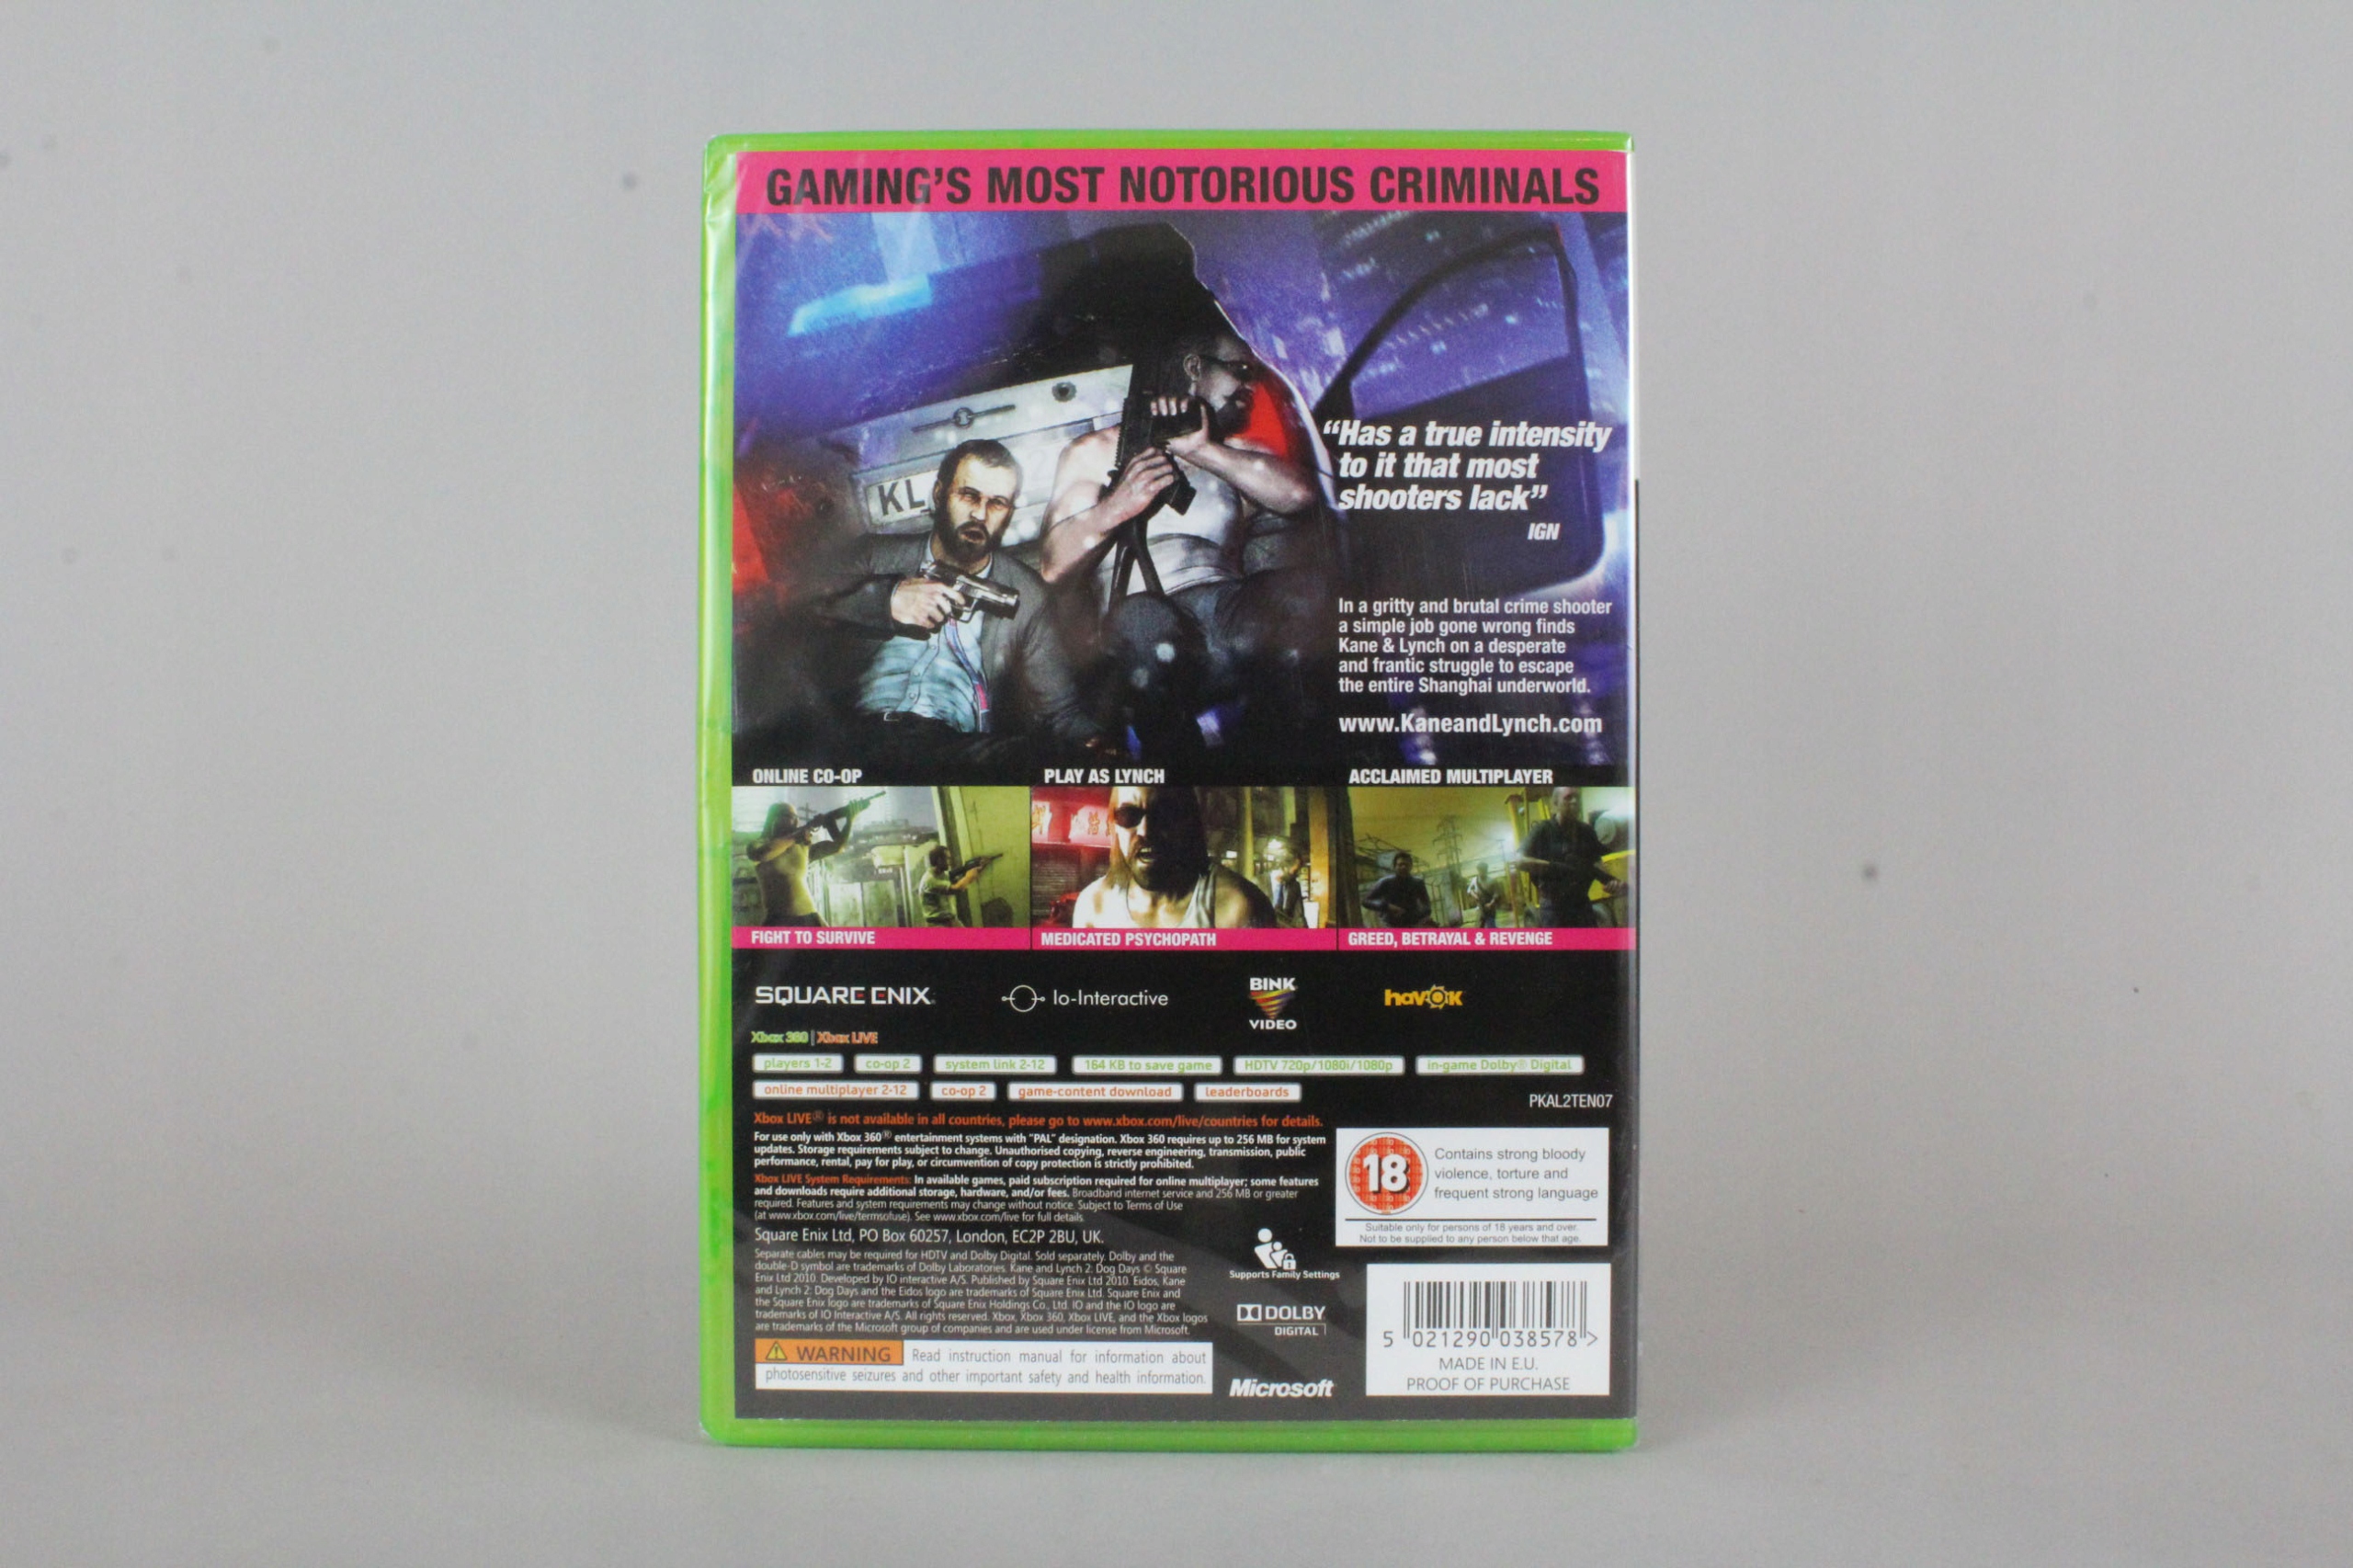 GAMING'S MOST NOTORIOUS CRIMINALS
KL
“Has a true intensity
to it that most
shooters lack”
IGN
In a gritty and brutal crime shooter
a simple job gone wrong finds
Kane & Lynch on a desperate
and frantic struggle to escape
the entire Shanghai underworld.
www.KaneandLynch.com
ONLINE CO-OP
PLAY AS LYNCH
ACCLAIMED MULTIPLAYER
FIGHT TO SURVIVE
MEDICATED PSYCHOPATH
GREED, BETRAYAL & REVENGE
SQUARE ENIX.
Io-Interactive
BINK
VIDEO
havok
Xbox 360 | Xbox LIVE
players 1-2 co-op 2 system link 2-12 164 KB to save game HDTV 720p/1080i/1080p in-game Dolby® Digital
online multiplayer 2-12 co-op 2 game-content download leaderboards
PKAL2TEN07
Xbox LIVE® is not available in all countries, please go to www.xbox.com/live/countries for details.
For use only with Xbox 360® entertainment systems with "PAL" designation. Xbox 360 requires up to 256 MB for system
updates. Storage requirements subject to change. Unauthorised copying, reverse engineering, transmission, public
performance, rental, pay for play, or circumvention of copy protection is strictly prohibited.
Xbox LIVE System Requirements: In available games, paid subscription required for online multiplayer; some features
and downloads require additional storage, hardware, and/or fees. Broadband internet service and 256 MB or greater
required. Features and system requirements may change without notice. Subject to Terms of Use
(at www.xbox.com/live/termsofuse). See www.xbox.com/live for full details.
Square Enix Ltd, PO Box 60257, London, EC2P 2BU, UK.
Separate cables may be required for HDTV and Dolby Digital. Sold separately. Dolby and the
double-D symbol are trademarks of Dolby Laboratories. Kane and Lynch 2: Dog Days © Square
Enix Ltd 2010. Developed by IO interactive A/S. Published by Square Enix Ltd 2010. Eidos, Kane
and Lynch 2: Dog Days and the Eidos logo are trademarks of Square Enix Ltd. Square Enix and
the Square Enix logo are trademarks of Square Enix Holdings Co., Ltd. IO and the IO logo are
trademarks of IO Interactive A/S. All rights reserved. Xbox, Xbox 360, Xbox LIVE, and the Xbox logos
are trademarks of the Microsoft group of companies and are used under license from Microsoft.
WARNING Read instruction manual for information about
photosensitive seizures and other important safety and health information.
Supports Family Settings
DOLBY
DIGITAL
Microsoft
18
Contains strong bloody
violence, torture and
frequent strong language
Suitable only for persons of 18 years and over.
Not to be supplied to any person below that age.
5 021290 038578 >
MADE IN E.U.
PROOF OF PURCHASE